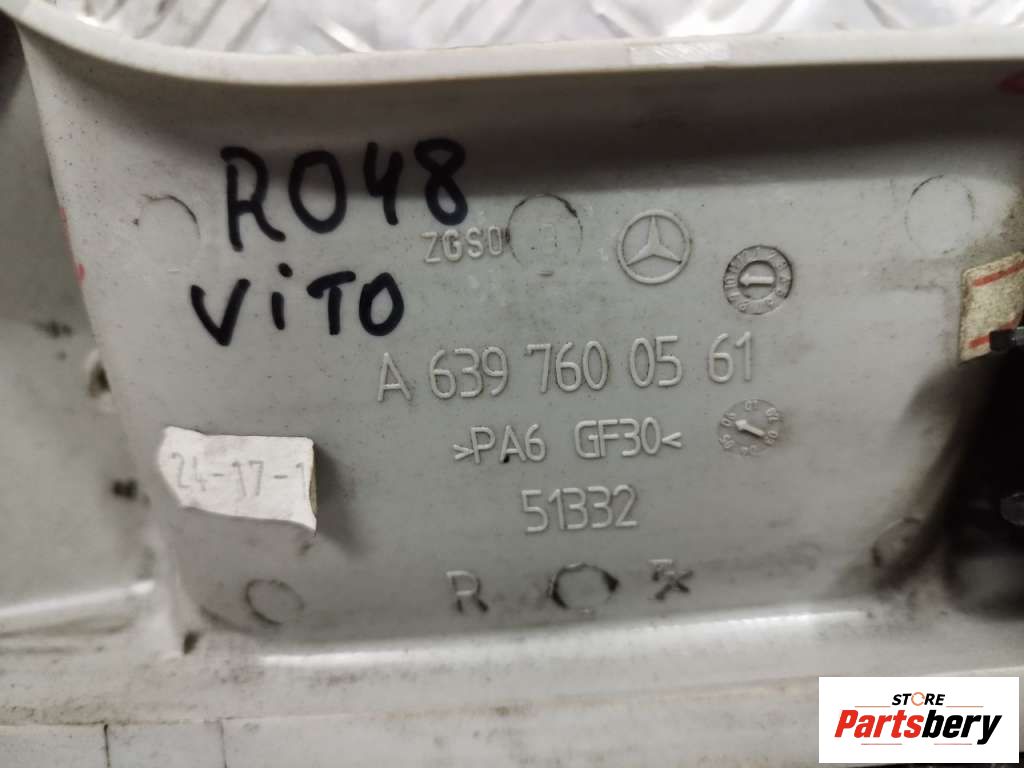 R048
ZGS0
VITO
A 639 760 05 61
>PA6 GF30<
24-17-1
51332
R
STORE
Partsbery